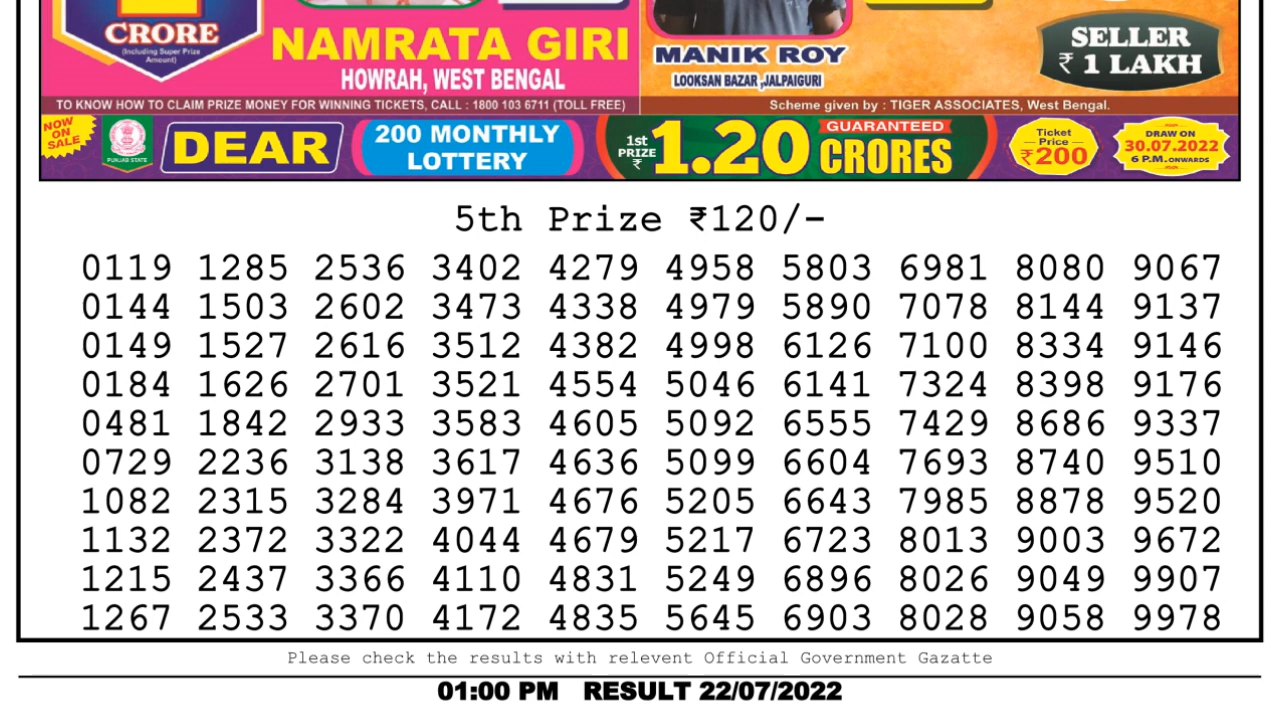 CRORE
(Including Super Prize
Amount)
NAMRATA GIRI
HOWRAH, WEST BENGAL
MANIK ROY
LOOKSAN BAZAR ,JALPAIGURI
SELLER
₹ 1 LAKH
TO KNOW HOW TO CLAIM PRIZE MONEY FOR WINNING TICKETS, CALL : 1800 103 6711 (TOLL FREE)
Scheme given by : TIGER ASSOCIATES, West Bengal.
NOW
ON
SALE
PUNJAB STATE
DEAR
200 MONTHLY
LOTTERY
1st
PRIZE
₹
1.20
GUARANTEED
CRORES
Ticket
Price
₹200
DRAW ON
30.07.2022
6 P.M. ONWARDS
5th Prize ₹120/-
0119 1285 2536 3402 4279 4958 5803 6981 8080 9067
0144 1503 2602 3473 4338 4979 5890 7078 8144 9137
0149 1527 2616 3512 4382 4998 6126 7100 8334 9146
0184 1626 2701 3521 4554 5046 6141 7324 8398 9176
0481 1842 2933 3583 4605 5092 6555 7429 8686 9337
0729 2236 3138 3617 4636 5099 6604 7693 8740 9510
1082 2315 3284 3971 4676 5205 6643 7985 8878 9520
1132 2372 3322 4044 4679 5217 6723 8013 9003 9672
1215 2437 3366 4110 4831 5249 6896 8026 9049 9907
1267 2533 3370 4172 4835 5645 6903 8028 9058 9978
Please check the results with relevent Official Government Gazatte
01:00 PM RESULT 22/07/2022